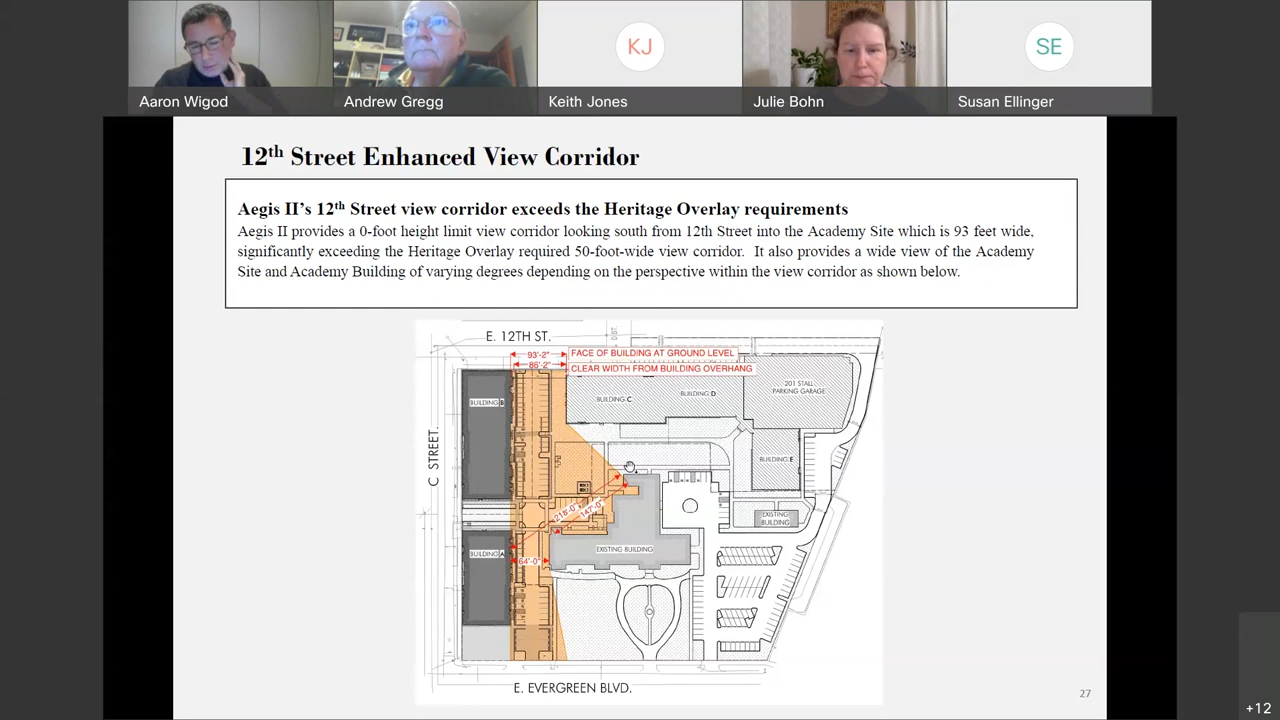 KJ
SE
Aaron Wigod
Andrew Gregg
Keith Jones
Julie Bohn
Susan Ellinger
12th Street Enhanced View Corridor
Aegis II's 12th Street view corridor exceeds the Heritage Overlay requirements
Aegis II provides a 0-foot height limit view corridor looking south from 12th Street into the Academy Site which is 93 feet wide,
significantly exceeding the Heritage Overlay required 50-foot-wide view corridor. It also provides a wide view of the Academy
Site and Academy Building of varying degrees depending on the perspective within the view corridor as shown below.
E. 12TH ST.
DIST.
93'-2"
FACE OF BUILDING AT GROUND LEVEL
86'-2"
CLEAR WIDTH FROM BUILDING OVERHANG
201 STALL
PARKING GARAGE
BUILDING D
BUILDING C
BUILDING B
C STREET.
BUILDING E
218'-0"
147'-0"
EXISTING
BUILDING
EXISTING BUILDING
BUILDING A
64'-0"
E. EVERGREEN BLVD.
27
+12